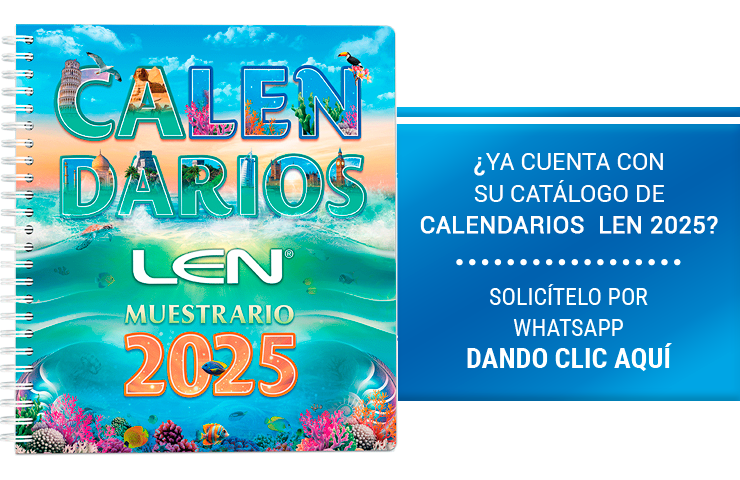 CALEN
DARIOS
LEN®
MUESTRARIO
2025
¿YA CUENTA CON
SU CATÁLOGO DE
CALENDARIOS LEN 2025?
SOLICÍTELO POR
WHATSAPP
DANDO CLIC AQUÍ